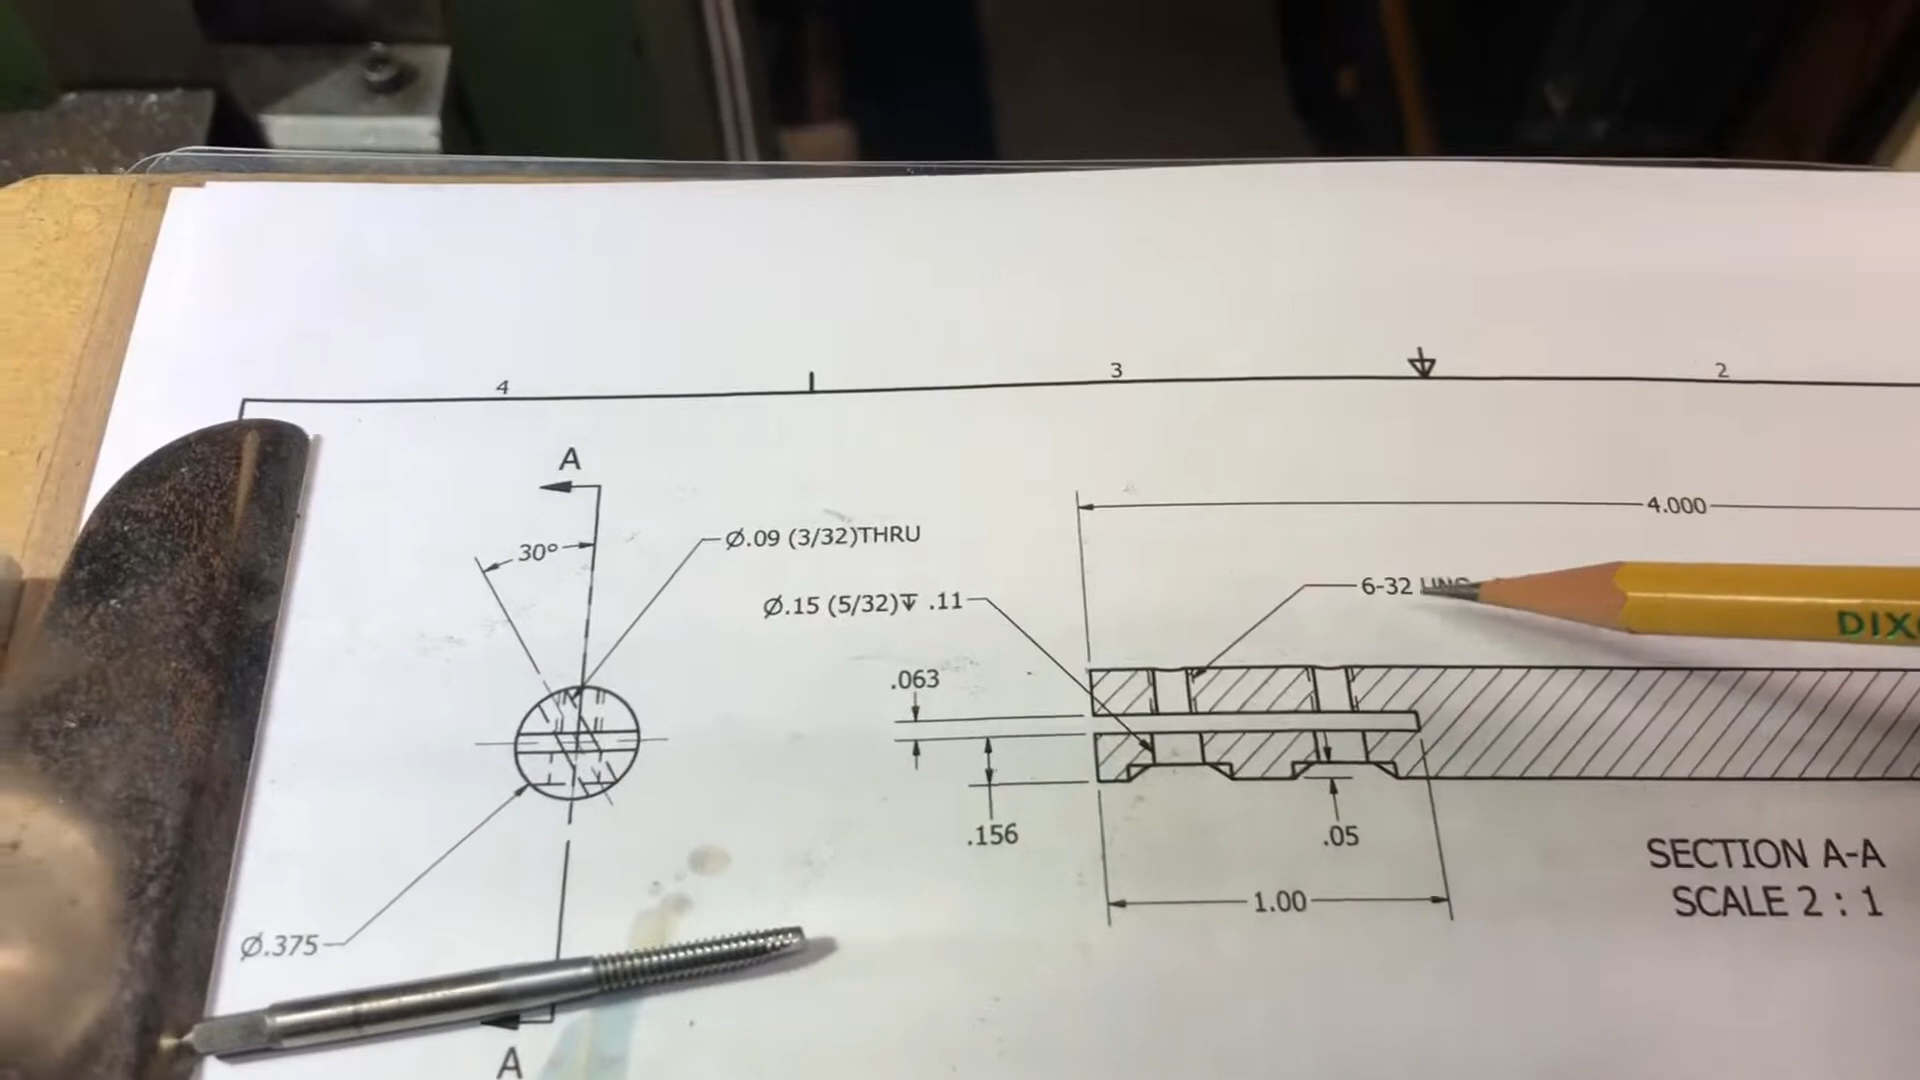 4 3 2
A
4.000
Ø.09 (3/32)THRU
30°
6-32 UNC
Ø.15 (5/32)↧ .11
DIX
.063
.156
.05
SECTION A-A
SCALE 2 : 1
1.00
Ø.375
A